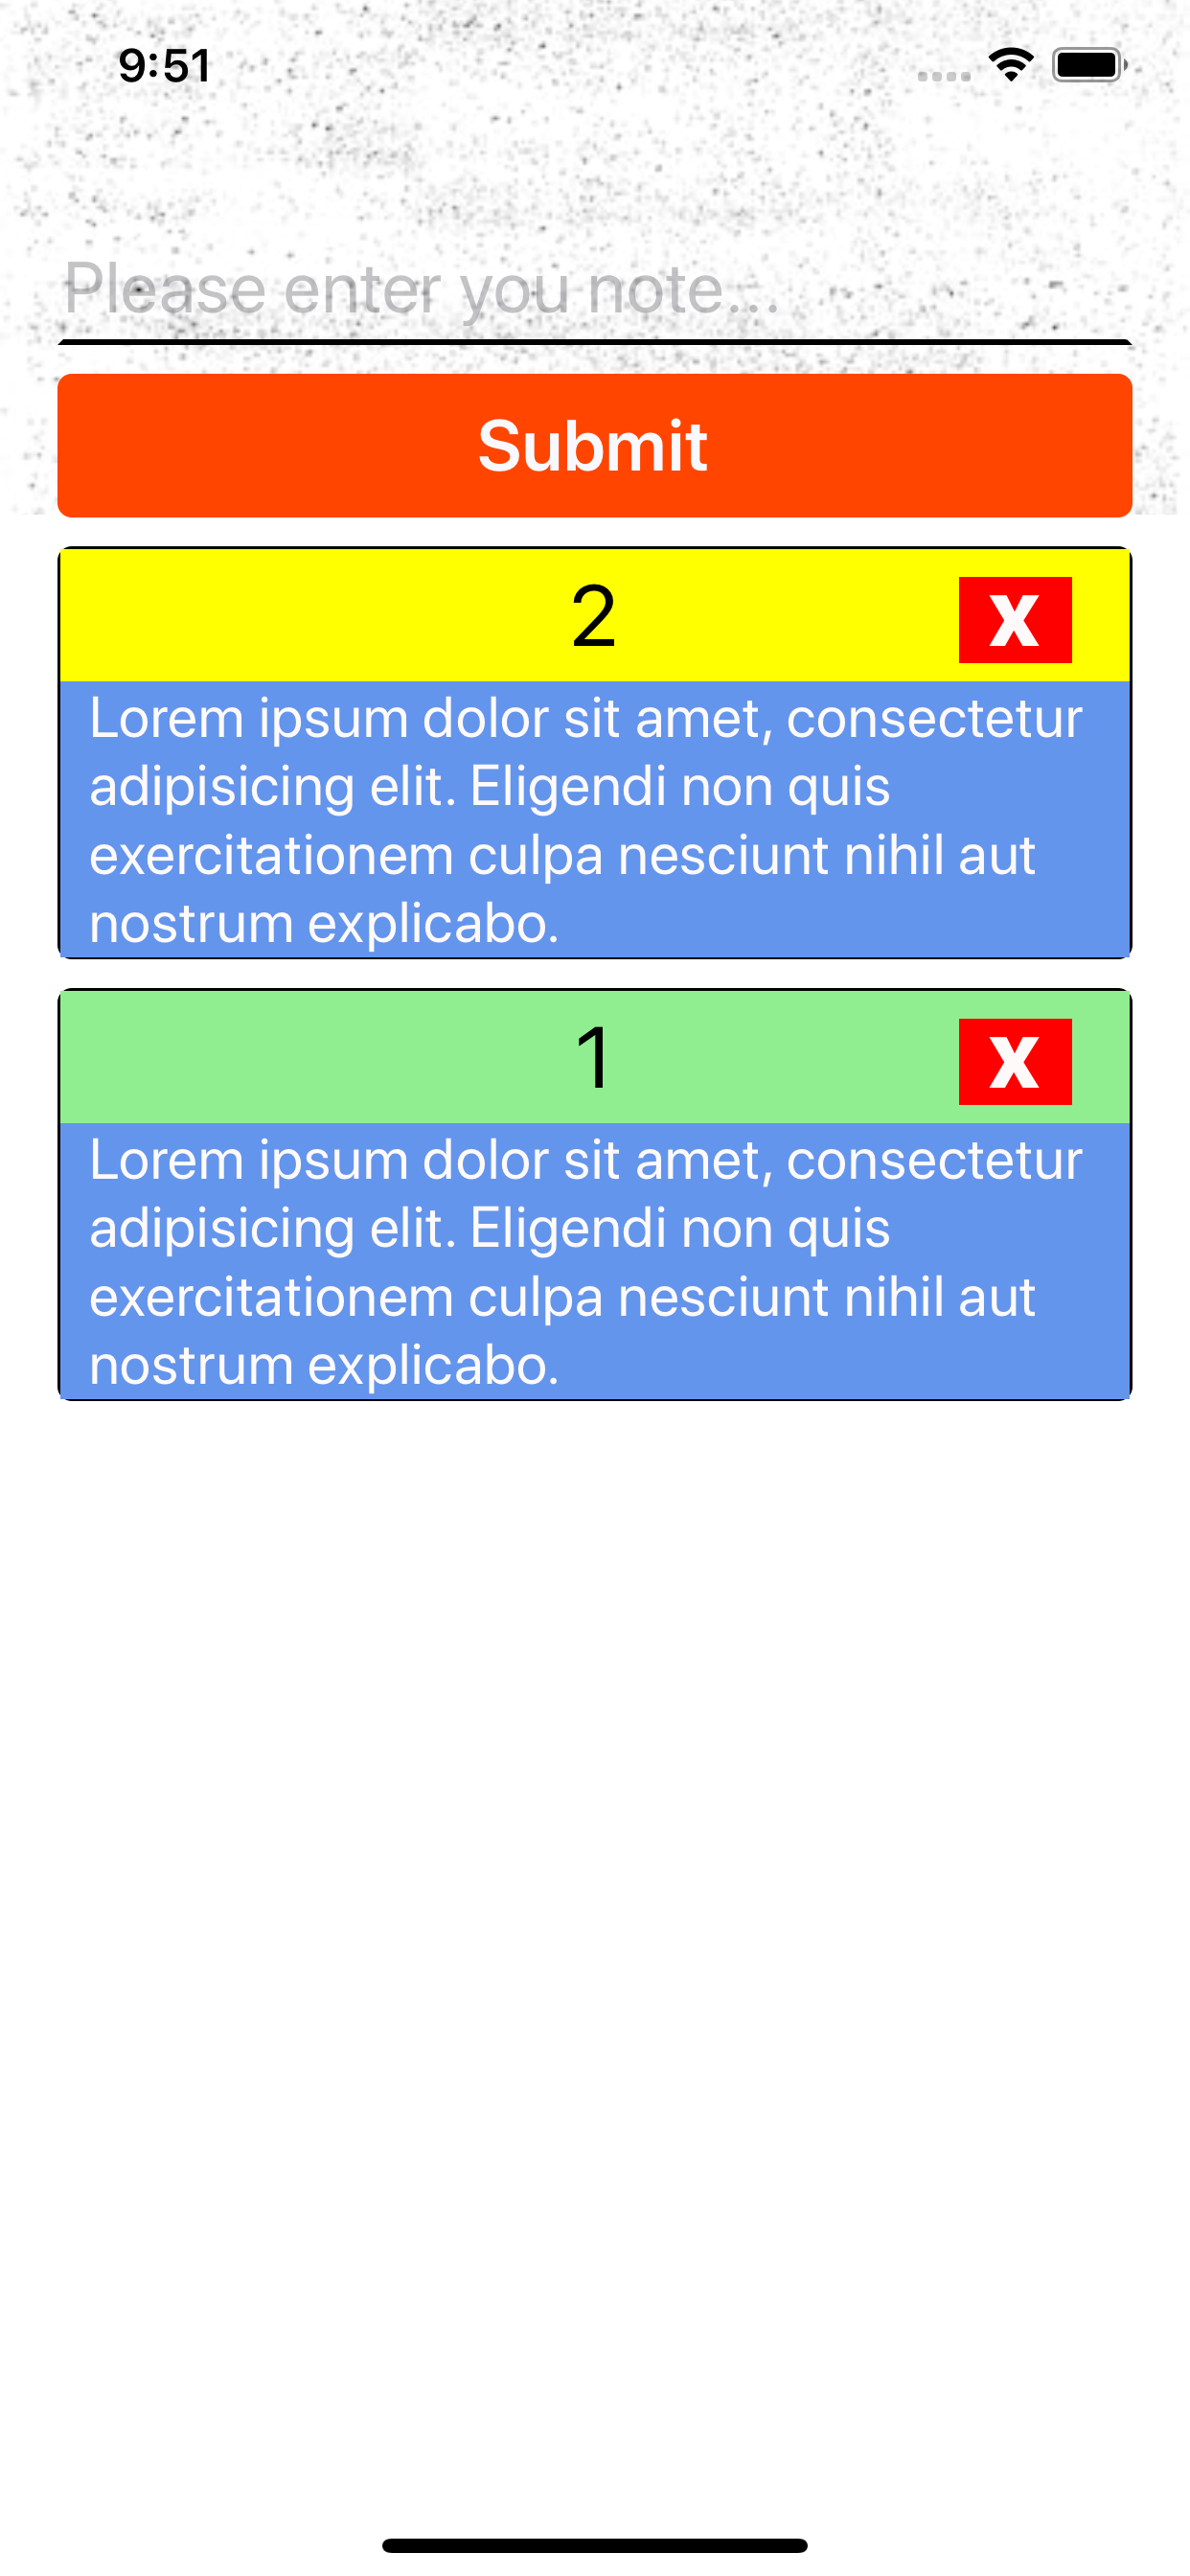 9:51
Please enter you note...
Submit
2
X
Lorem ipsum dolor sit amet, consectetur
adipisicing elit. Eligendi non quis
exercitationem culpa nesciunt nihil aut
nostrum explicabo.
1
X
Lorem ipsum dolor sit amet, consectetur
adipisicing elit. Eligendi non quis
exercitationem culpa nesciunt nihil aut
nostrum explicabo.